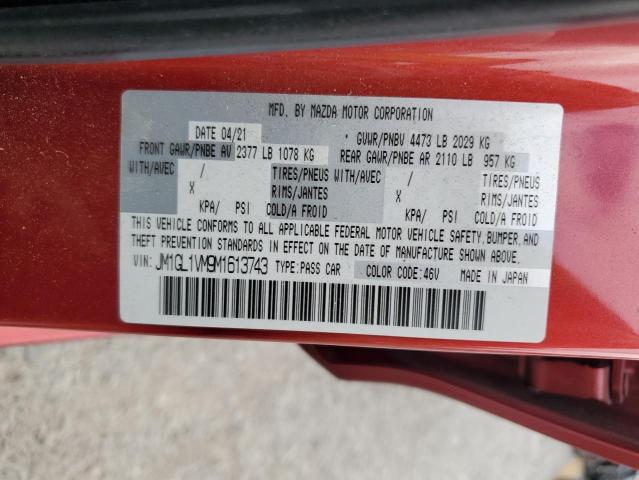 MFD. BY MAZDA MOTOR CORPORATION
DATE 04/21 GVWR/PNBV 4473 LB 2029 KG
FRONT GAWR/PNBE AV 2377 LB 1078 KG REAR GAWR/PNBE AR 2110 LB 957 KG
WITH/AVEC / TIRES/PNEUS WITH/AVEC / TIRES/PNEUS
X RIMS/JANTES X RIMS/JANTES
KPA/ PSI COLD/A FROID KPA/ PSI COLD/A FROID
THIS VEHICLE CONFORMS TO ALL APPLICABLE FEDERAL MOTOR VEHICLE SAFETY, BUMPER, AND
THEFT PREVENTION STANDARDS IN EFFECT ON THE DATE OF MANUFACTURE SHOWN ABOVE.
VIN: JM1GL1VM9M1613743 TYPE:PASS CAR COLOR CODE:46V MADE IN JAPAN